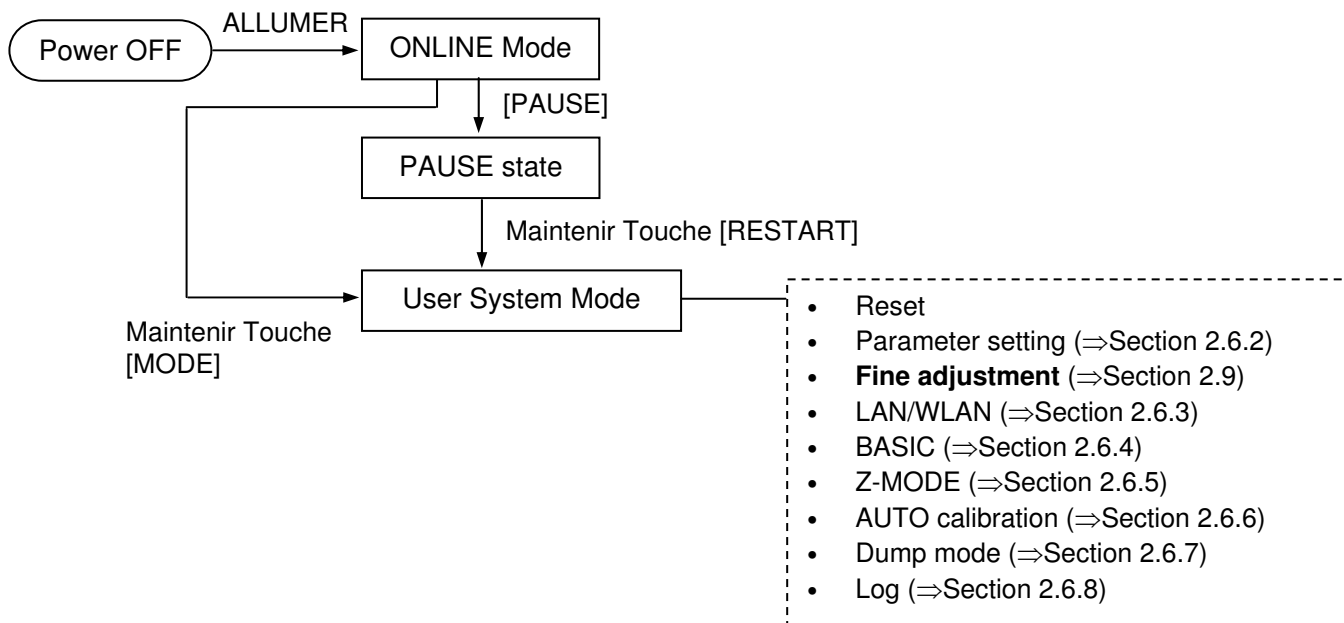 ALLUMER
Power OFF
ONLINE Mode
[PAUSE]
PAUSE state
Maintenir Touche [RESTART]
User System Mode
Maintenir Touche
[MODE]
• Reset
• Parameter setting (⇒Section 2.6.2)
• Fine adjustment (⇒Section 2.9)
• LAN/WLAN (⇒Section 2.6.3)
• BASIC (⇒Section 2.6.4)
• Z-MODE (⇒Section 2.6.5)
• AUTO calibration (⇒Section 2.6.6)
• Dump mode (⇒Section 2.6.7)
• Log (⇒Section 2.6.8)